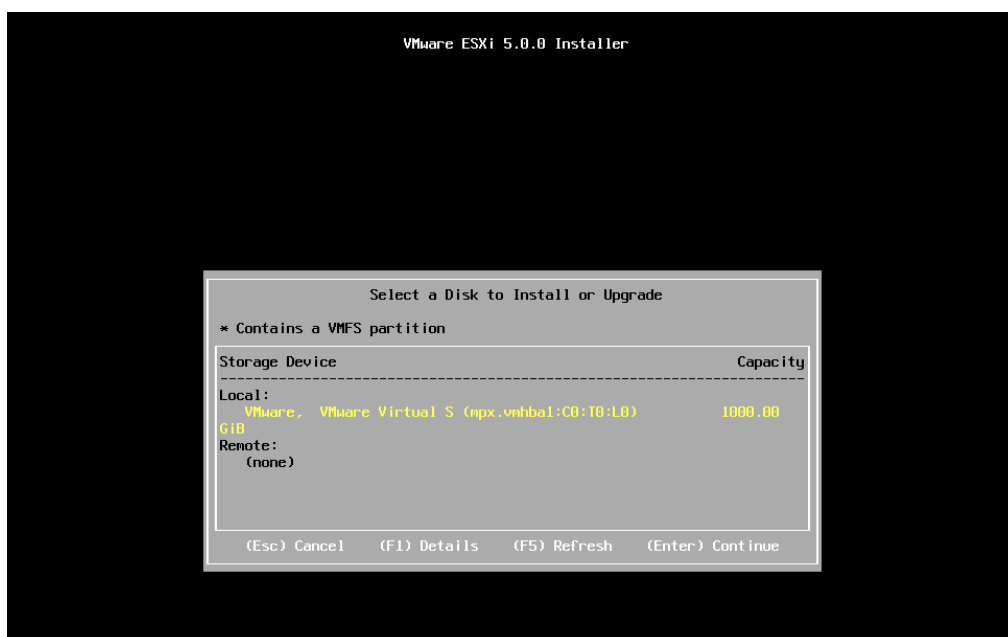 VMware ESXi 5.0.0 Installer
Select a Disk to Install or Upgrade
* Contains a VMFS partition
Storage Device Capacity
Local:
VMware, VMware Virtual S (mpx.vmhba1:C0:T0:L0) 1000.00
GiB
Remote:
(none)
(Esc) Cancel (F1) Details (F5) Refresh (Enter) Continue